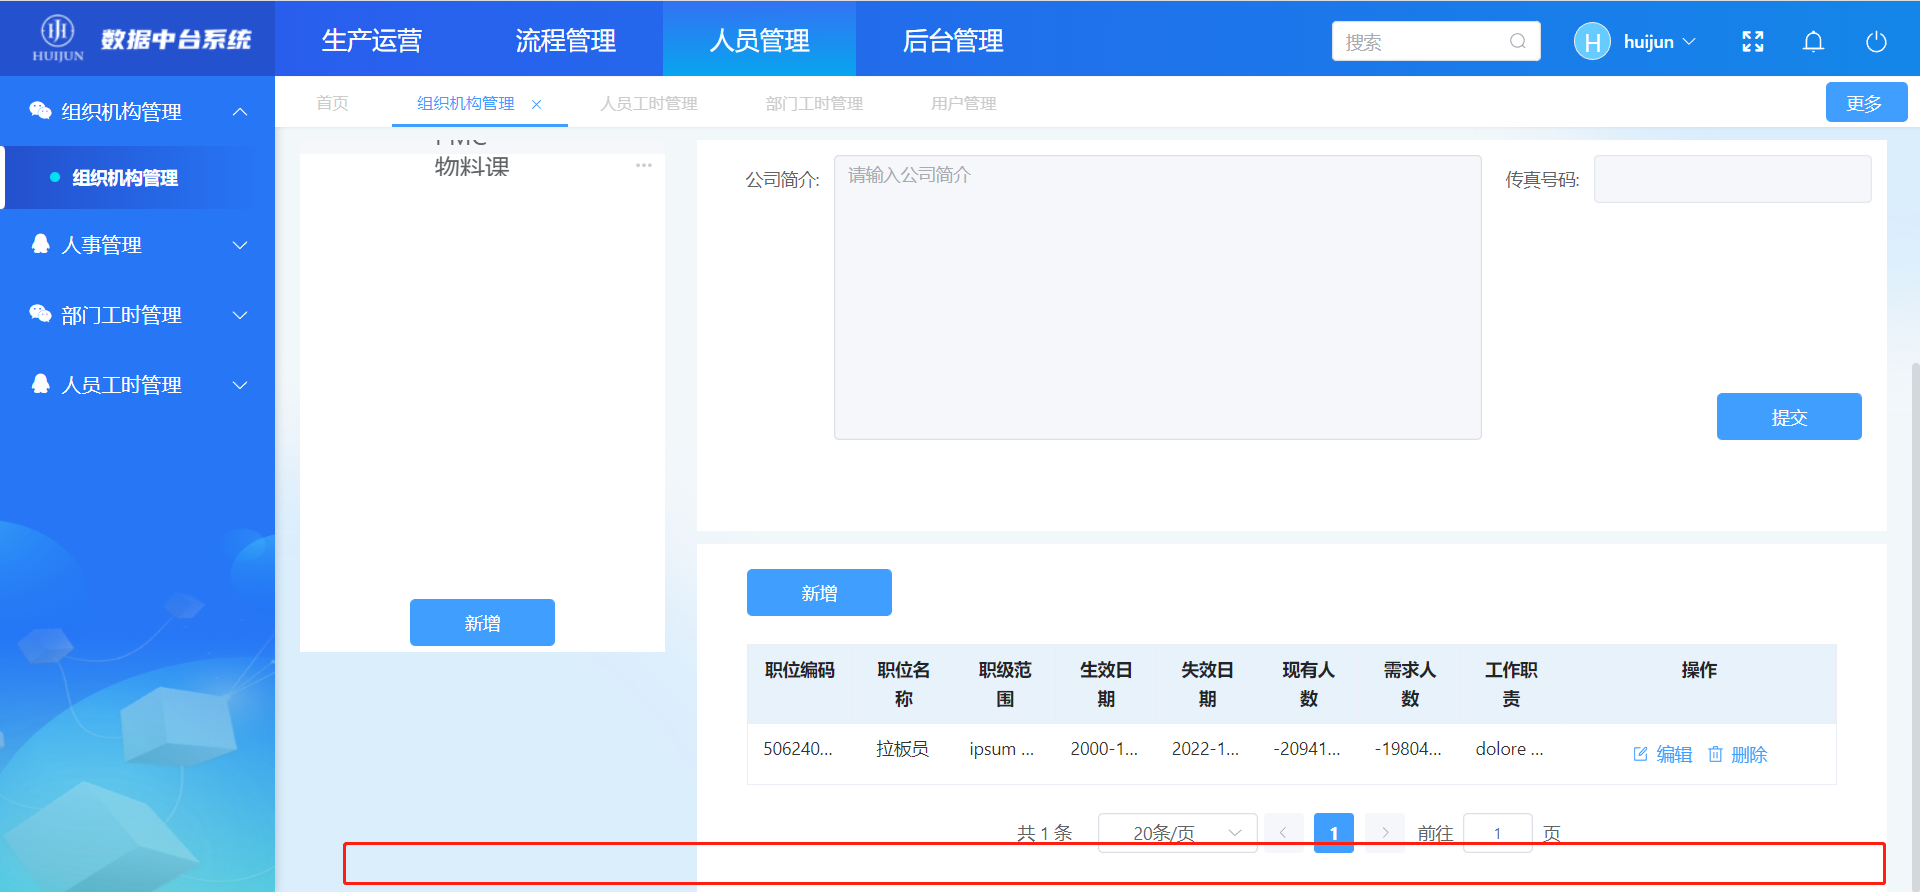 HUIJUN
数据中台系统
生产运营
流程管理
人员管理
后台管理
搜索
H
huijun
组织机构管理
组织机构管理
人事管理
部门工时管理
人员工时管理
首页
组织机构管理
人员工时管理
部门工时管理
用户管理
更多
物料课
新增
公司简介:
请输入公司简介
传真号码:
提交
新增
职位编码
职位名称
职级范围
生效日期
失效日期
现有人数
需求人数
工作职责
操作
506240...
拉板员
ipsum ...
2000-1...
2022-1...
-20941...
-19804...
dolore ...
编辑
删除
共 1 条
20条/页
1
前往
1
页